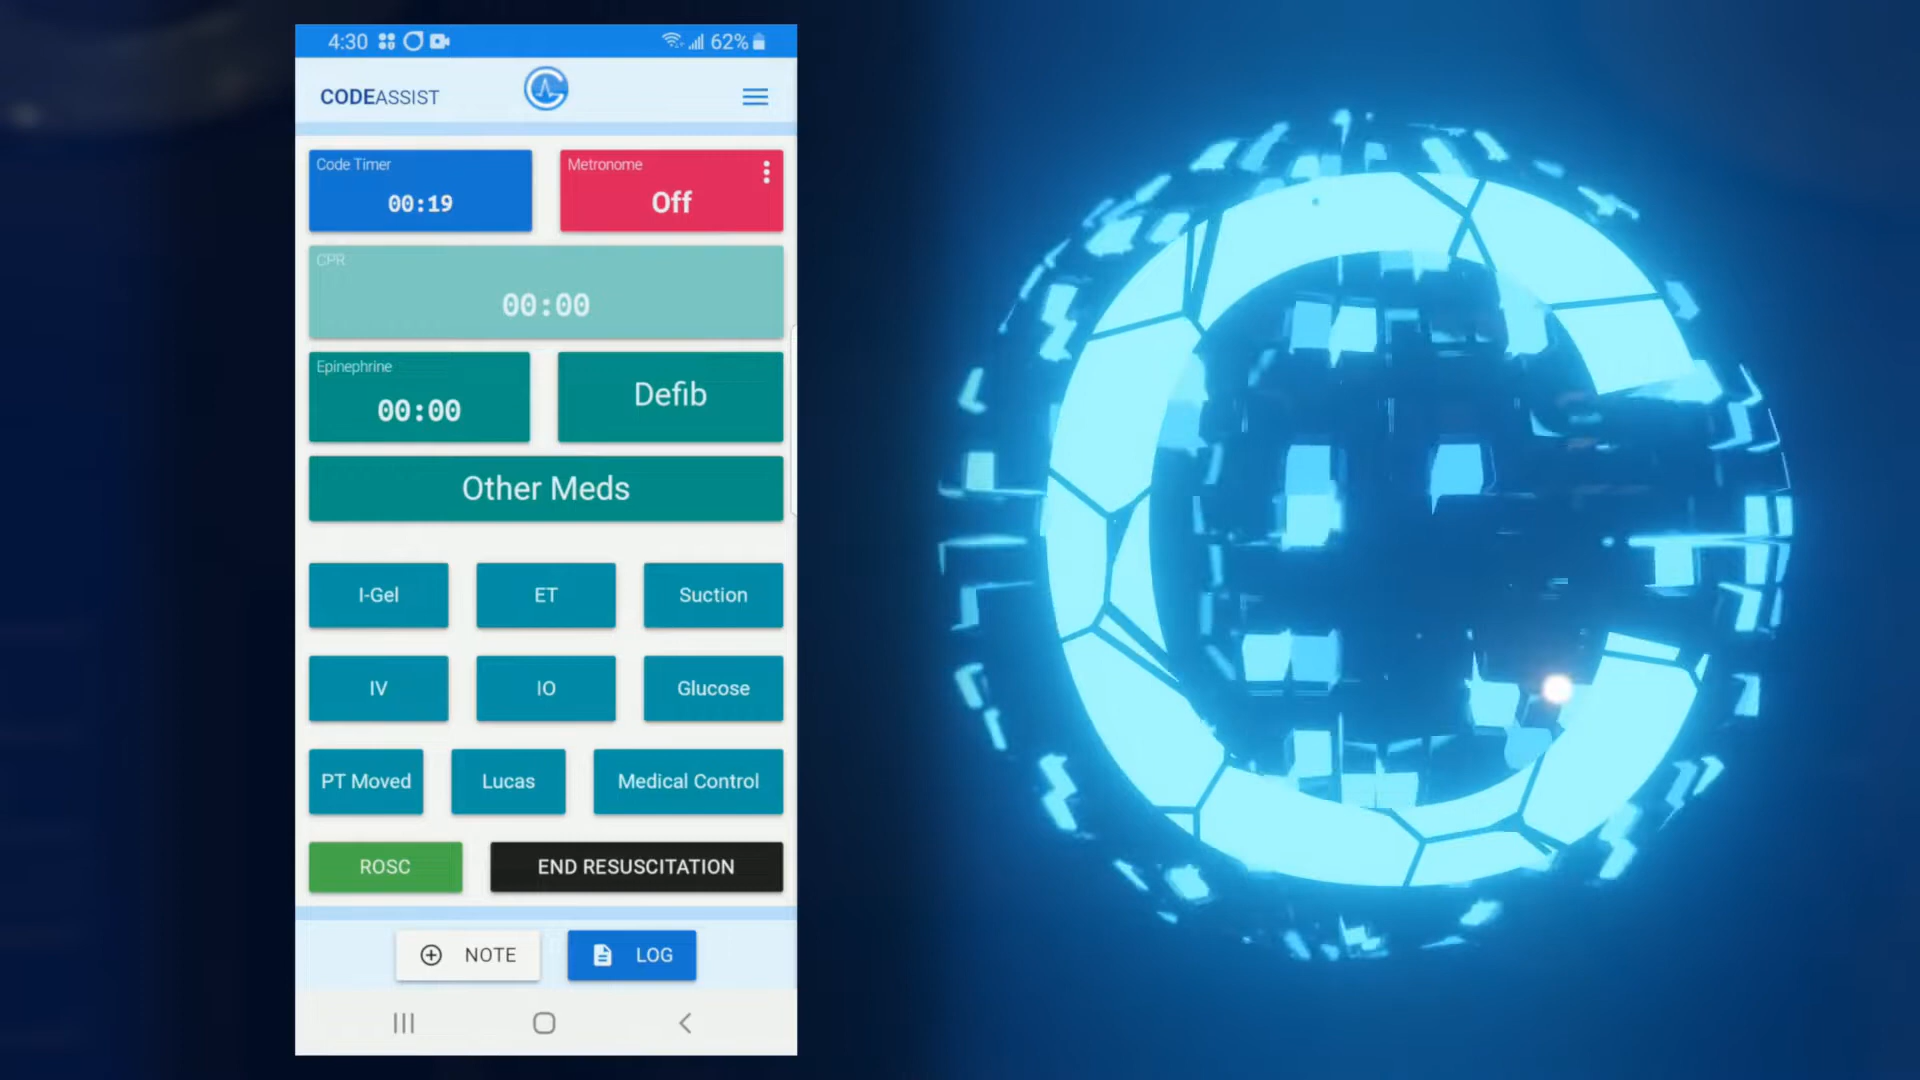 4:30 62%
CODEASSIST
Code Timer
00:19
Metronome
Off
CPR
00:00
Epinephrine
00:00
Defib
Other Meds
I-Gel ET Suction
IV IO Glucose
PT Moved Lucas Medical Control
ROSC END RESUSCITATION
NOTE LOG